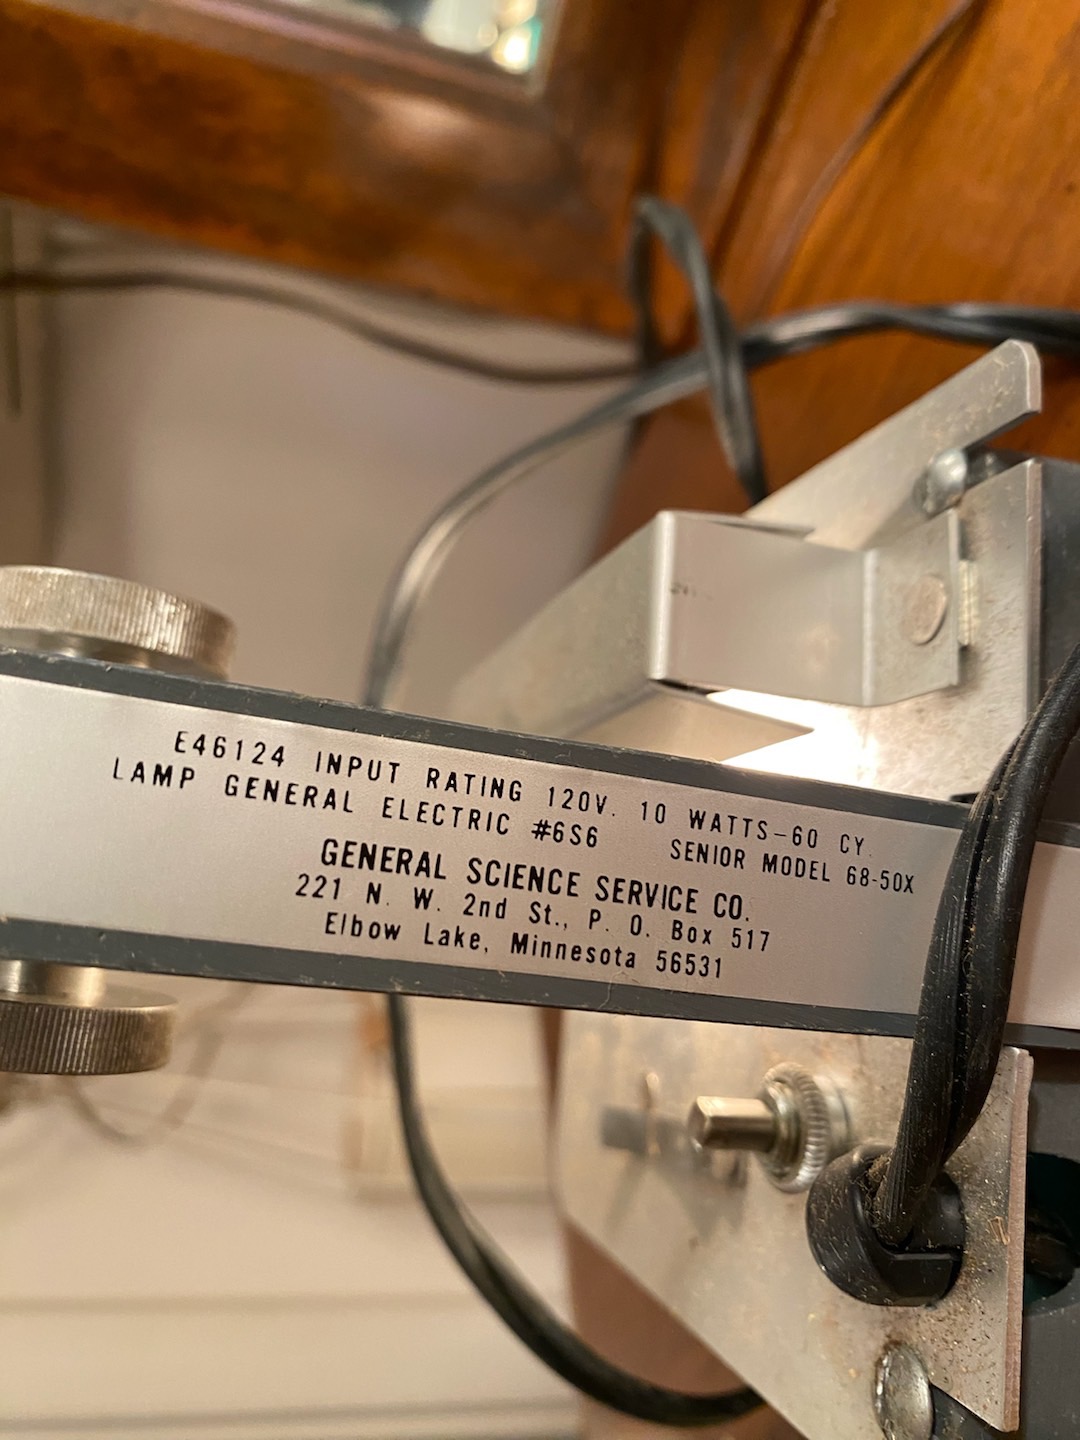 E46124 INPUT RATING 120V. 10 WATTS-60 CY.
LAMP GENERAL ELECTRIC #6S6 SENIOR MODEL 68-50X
GENERAL SCIENCE SERVICE CO.
221 N. W. 2nd St., P. O. Box 517
Elbow Lake, Minnesota 56531